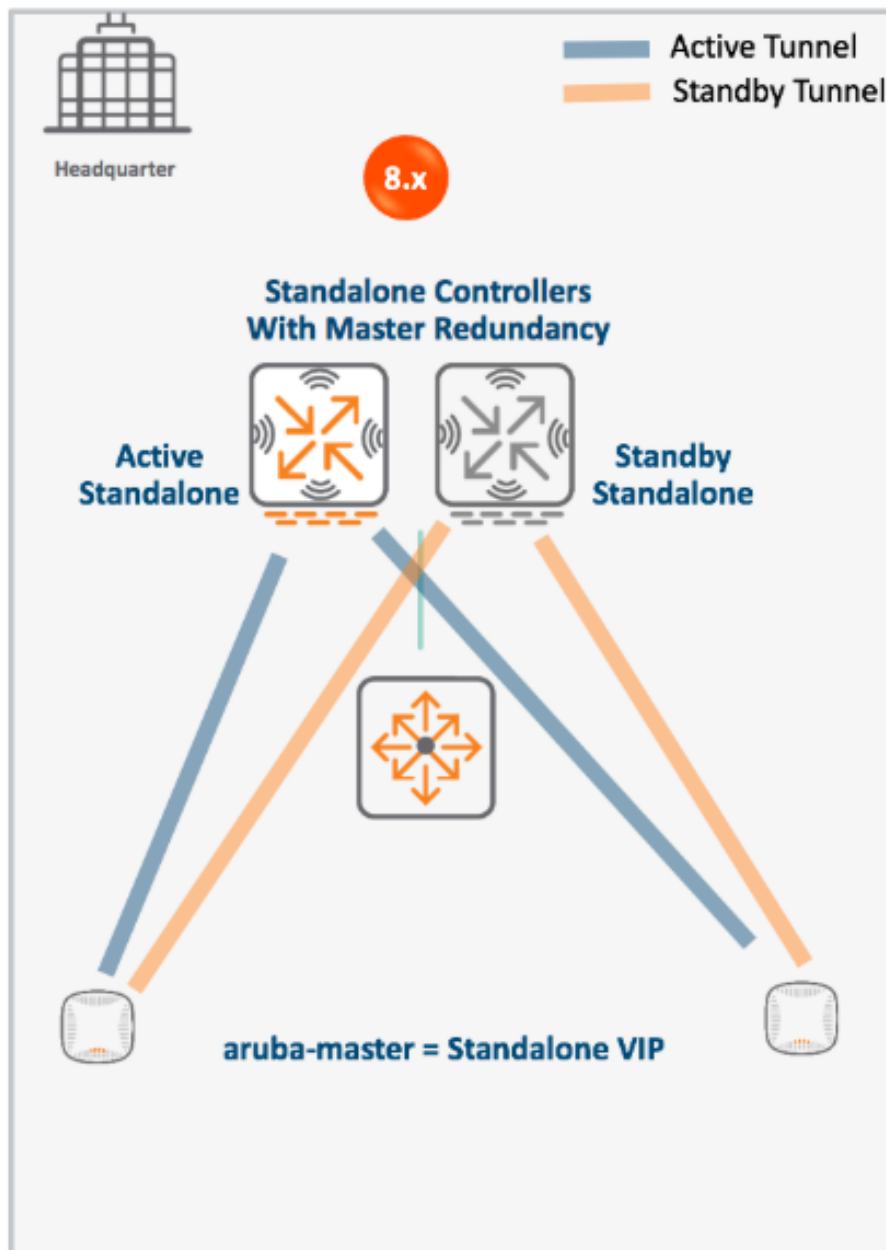 Active Tunnel
Standby Tunnel
Headquarter
8.x
Standalone Controllers
With Master Redundancy
Active
Standalone
Standby
Standalone
aruba-master = Standalone VIP